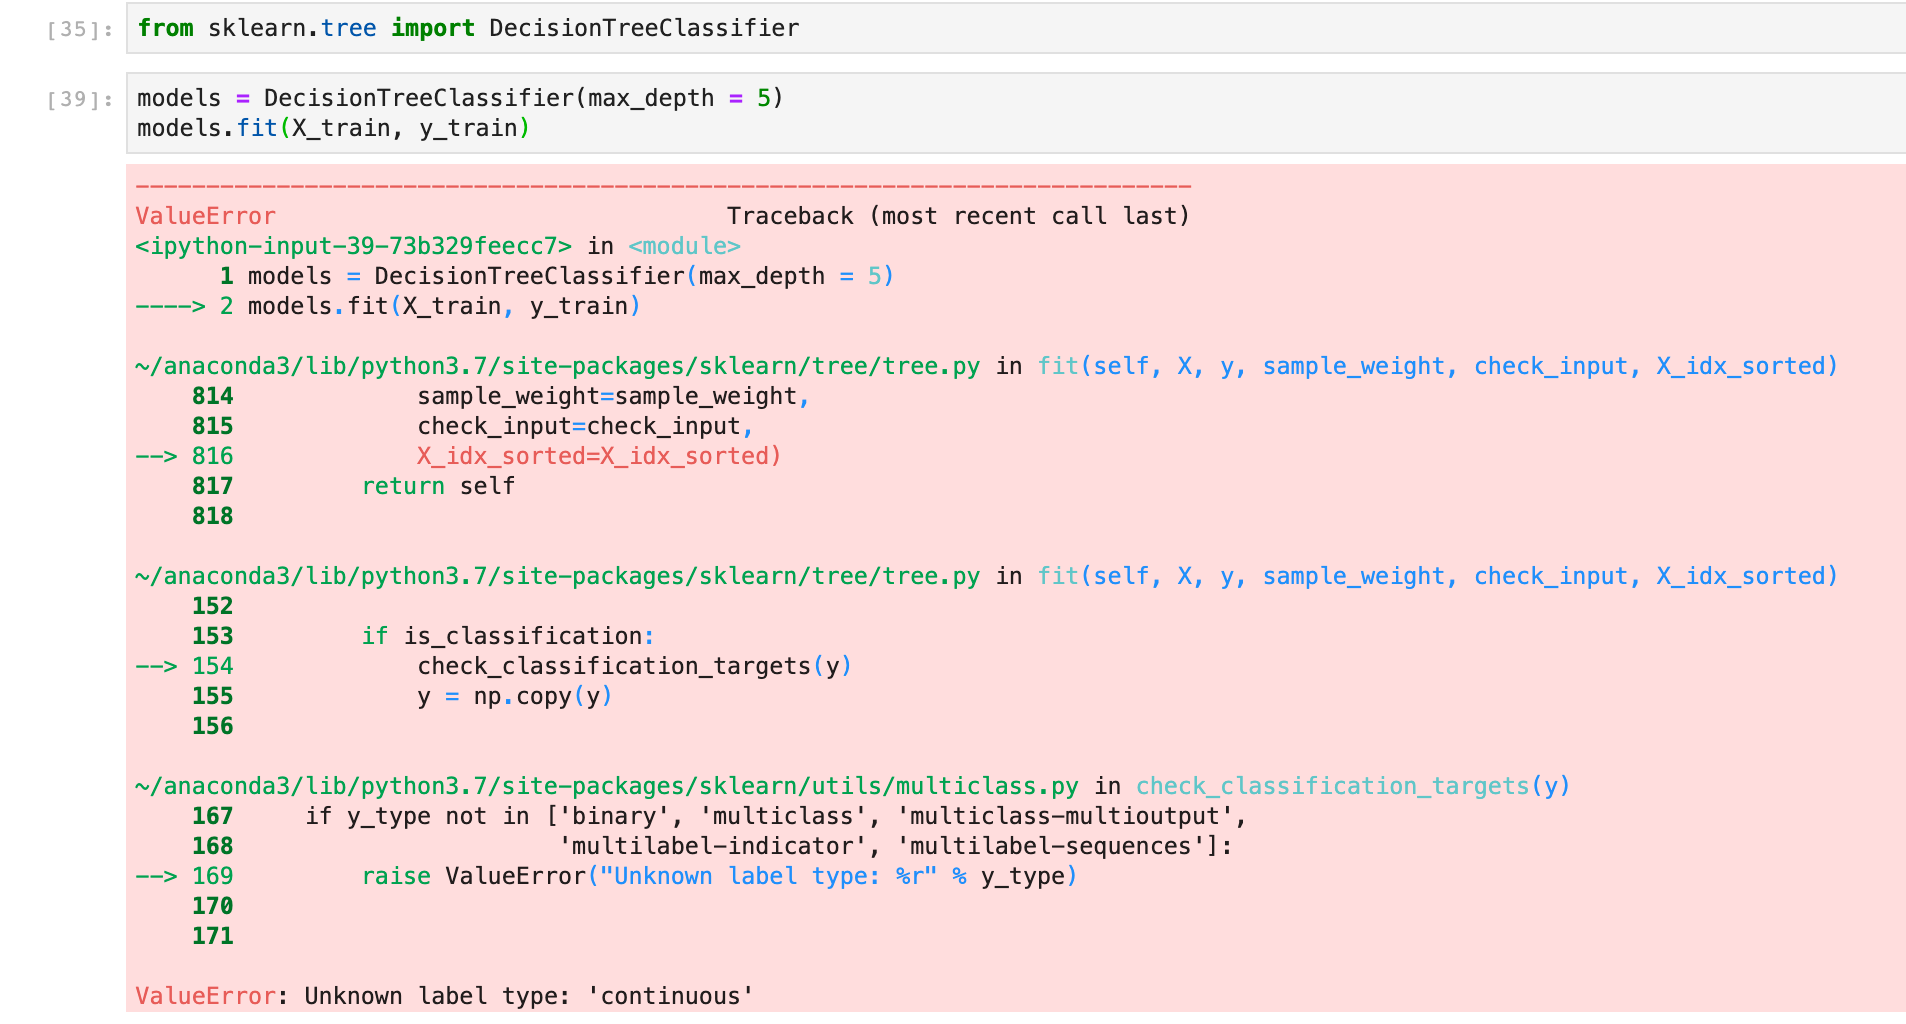 [35]: from sklearn.tree import DecisionTreeClassifier
[39]: models = DecisionTreeClassifier(max_depth = 5)
models.fit(X_train, y_train)
---------------------------------------------------------------------------
ValueError                                Traceback (most recent call last)
<ipython-input-39-73b329feecc7> in <module>
      1 models = DecisionTreeClassifier(max_depth = 5)
----> 2 models.fit(X_train, y_train)
~/anaconda3/lib/python3.7/site-packages/sklearn/tree/tree.py in fit(self, X, y, sample_weight, check_input, X_idx_sorted)
    814             sample_weight=sample_weight,
    815             check_input=check_input,
--> 816             X_idx_sorted=X_idx_sorted)
    817         return self
    818
~/anaconda3/lib/python3.7/site-packages/sklearn/tree/tree.py in fit(self, X, y, sample_weight, check_input, X_idx_sorted)
    152
    153         if is_classification:
--> 154             check_classification_targets(y)
    155             y = np.copy(y)
    156
~/anaconda3/lib/python3.7/site-packages/sklearn/utils/multiclass.py in check_classification_targets(y)
    167     if y_type not in ['binary', 'multiclass', 'multiclass-multioutput',
    168                       'multilabel-indicator', 'multilabel-sequences']:
--> 169         raise ValueError("Unknown label type: %r" % y_type)
    170
    171
ValueError: Unknown label type: 'continuous'